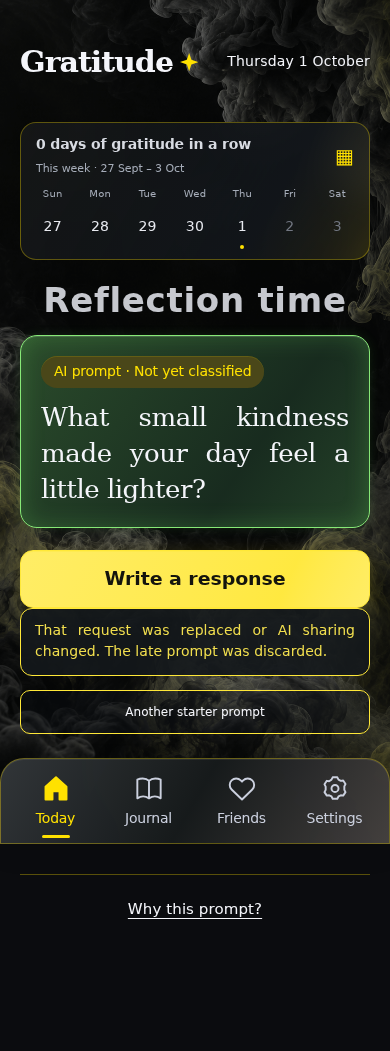 Gratitude
Thursday 1 October
0 days of gratitude in a row
This week · 27 Sept – 3 Oct
Sun Mon Tue Wed Thu Fri Sat
27 28 29 30 1 2 3
Reflection time
AI prompt · Not yet classified
What small kindness
made your day feel a
little lighter?
Write a response
That request was replaced or AI sharing
changed. The late prompt was discarded.
Another starter prompt
Today Journal Friends Settings
Why this prompt?